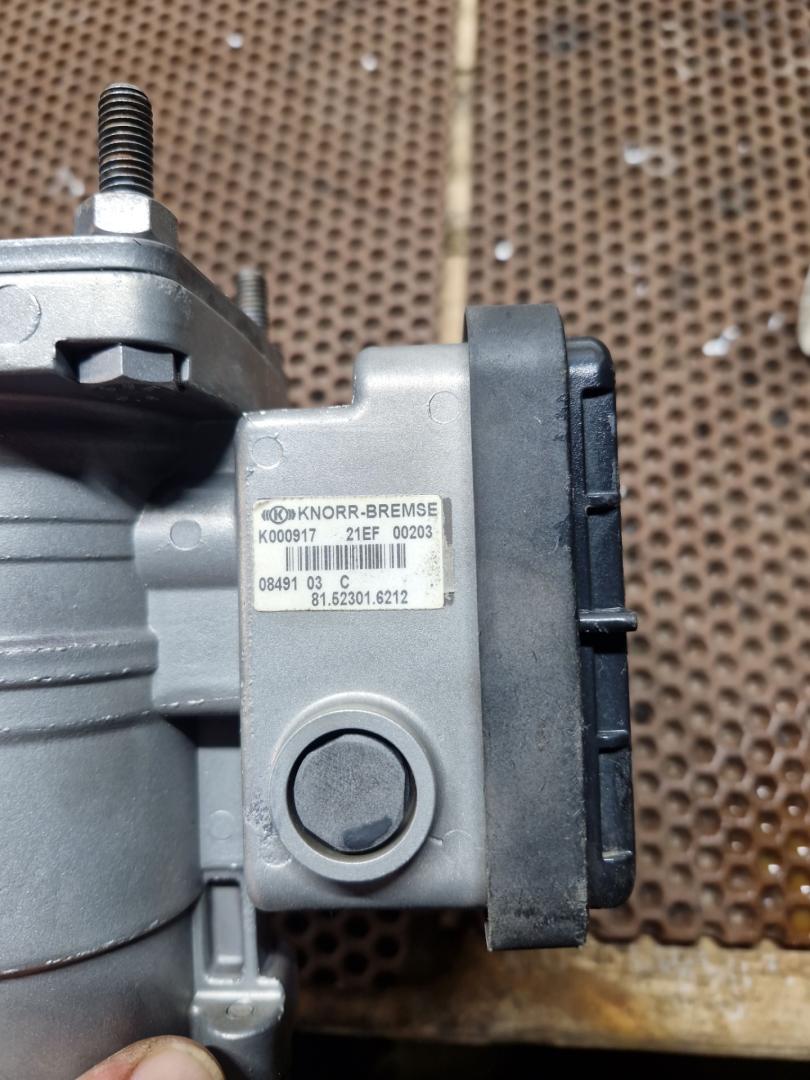 K KNORR-BREMSE
K000917 21EF 00203
08491 03 C
81.52301.6212